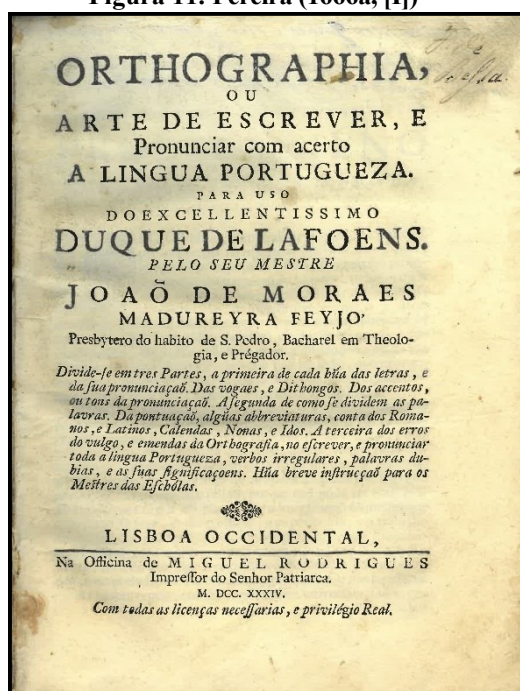 Figura 11: Pereira (1666a, [I])
ORTHOGRAPHIA,
OU
ARTE DE ESCREVER, E
Pronunciar com acerto
A LINGUA PORTUGUEZA.
PARA USO
DO EXCELLENTISSIMO
DUQUE DE LAFOENS.
PELO SEU MESTRE
JOAÕ DE MORAES
MADUREYRA FEYJO'
Presbytero do habito de S. Pedro, Bacharel em Theolo-
gia, e Prégador.
Divide-ſe em tres Partes, a primeira de cada hũa das letras, e
da ſua pronunciaçaõ. Das vogaes, e Dithongos. Dos accentos,
ou tons da pronunciaçaõ. A ſegunda de como ſe dividem as pa-
lavras. Da pontuaçaõ, algũas abbreviaturas, conta dos Roma-
nos, e Latinos, Calendas, Nonas, e Idos. A terceira dos erros
do vulgo, e emendas da Orthografia, no eſcrever, e pronunciar
toda a lingua Portugueza, verbos irregulares, palavras du-
bias, e as ſuas ſignificaçoens. Hũa breve inſtrucçaõ para os
Meſtres das Eſchólas.
LISBOA OCCIDENTAL,
Na Officina de MIGUEL RODRIGUES
Impreſſor do Senhor Patriarca.
M. DCC. XXXIV.
Com todas as licenças neceſſarias, e privilégio Real.